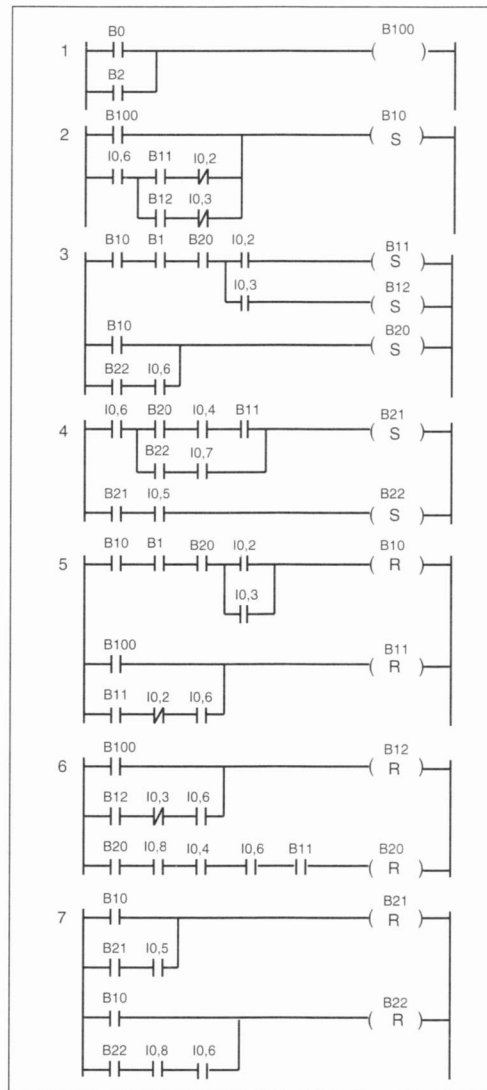 B0 B100
1 ( )
B2
B100 B10
2 ( S )
I0,6 B11 I0,2
B12 I0,3
3 B10 B1 B20 I0,2 B11
( S )
I0,3 B12
( S )
B10 B20
( S )
B22 I0,6
I0,6 B20 I0,4 B11 B21
4 ( S )
B22 I0,7
B21 I0,5 B22
( S )
B10 B1 B20 I0,2 B10
5 ( R )
I0,3
B100 B11
( R )
B11 I0,2 I0,6
B100 B12
6 ( R )
B12 I0,3 I0,6
B20 I0,8 I0,4 I0,6 B11 B20
( R )
B10 B21
7 ( R )
B21 I0,5
B10 B22
( R )
B22 I0,8 I0,6